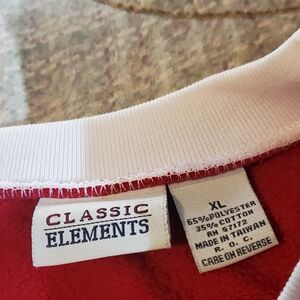 CLASSIC
ELEMENTS
XL
65% POLYESTER
35% COTTON
RN 57172
MADE IN TAIWAN
R. O. C.
CARE ON REVERSE